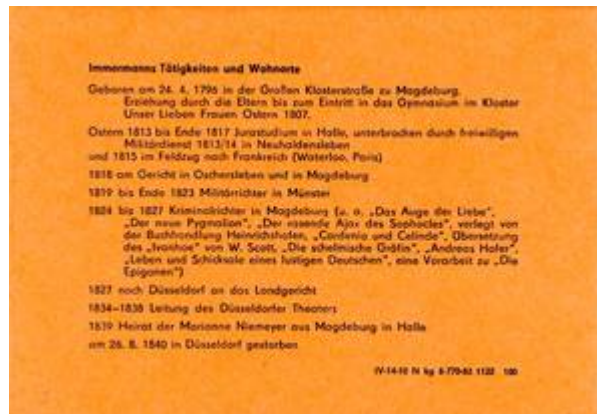 Immermanns Tätigkeiten und Wohnorte
Geboren am 24. 4. 1796 in der Großen Klosterstraße zu Magdeburg.
Erziehung durch die Eltern bis zum Eintritt in das Gymnasium im Kloster
Unser Lieben Frauen Ostern 1807.
Ostern 1813 bis Ende 1817 Jurastudium in Halle, unterbrochen durch freiwilligen
Militärdienst 1813/14 in Neuhaldensleben
und 1815 im Feldzug nach Frankreich (Waterloo, Paris)
1818 am Gericht in Oschersleben und in Magdeburg
1819 bis Ende 1823 Militärrichter in Münster
1824 bis 1827 Kriminalrichter in Magdeburg (u. a. „Das Auge der Liebe“,
„Der neue Pygmalion“, „Der rasende Ajax des Sophocles“, verlegt von
der Buchhandlung Heinrichshofen, „Cardenio und Celinde“, Übersetzung
des „Ivanhoe“ von W. Scott, „Die schelmische Gräfin“, „Andreas Hofer“,
„Leben und Schicksale eines lustigen Deutschen“, eine Vorarbeit zu „Die
Epigonen“)
1827 nach Düsseldorf an das Landgericht
1834–1838 Leitung des Düsseldorfer Theaters
1839 Heirat der Marianne Niemeyer aus Magdeburg in Halle
am 26. 8. 1840 in Düsseldorf gestorben
IV-14-10 IV kg 8-770-80 1122 100